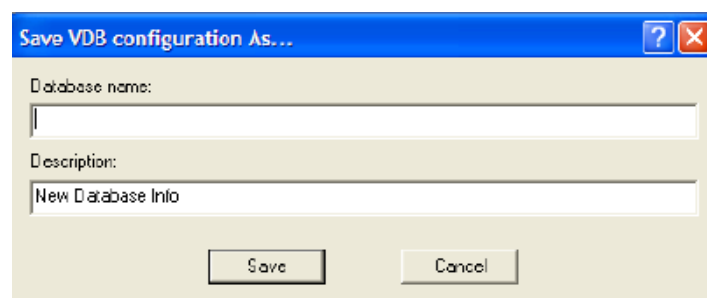 Save VDB configuration As...
Database name:
Description:
New Database Info
Save Cancel